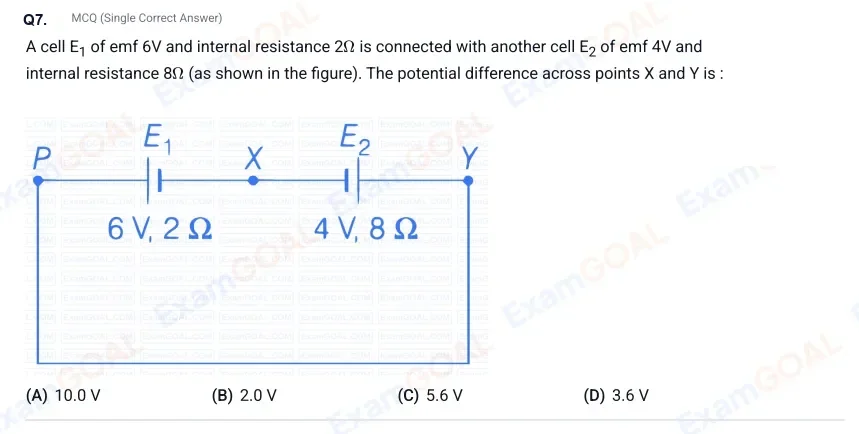 Q7. MCQ (Single Correct Answer)
A cell E₁ of emf 6V and internal resistance 2Ω is connected with another cell E₂ of emf 4V and
internal resistance 8Ω (as shown in the figure). The potential difference across points X and Y is :
E₁ E₂
P X Y
6 V, 2 Ω 4 V, 8 Ω
(A) 10.0 V (B) 2.0 V (C) 5.6 V (D) 3.6 V
ExamGOAL